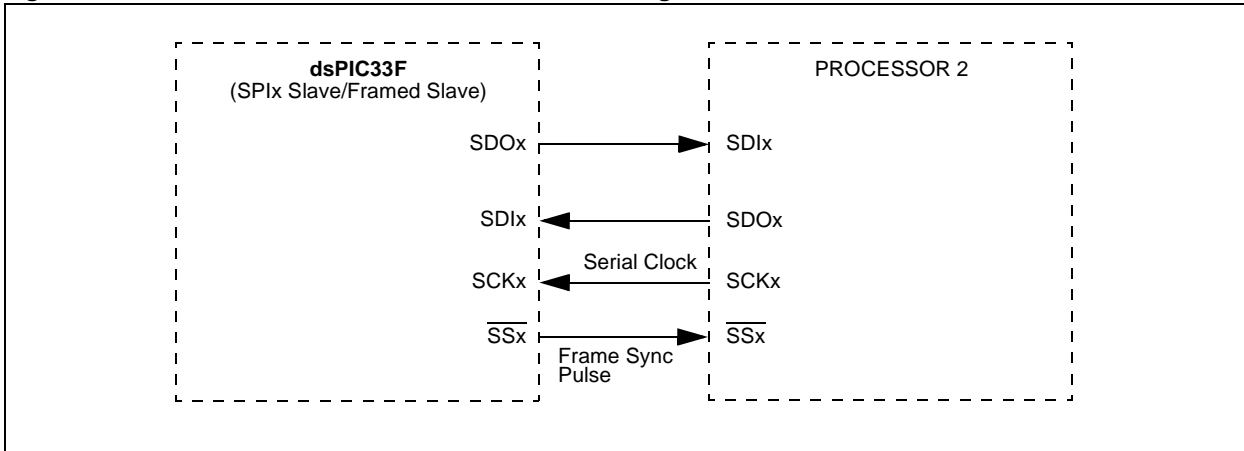 dsPIC33F
(SPIx Slave/Framed Slave)
PROCESSOR 2
SDOx
SDIx
SDIx
SDOx
Serial Clock
SCKx
SCKx
SSx
SSx
Frame Sync
Pulse